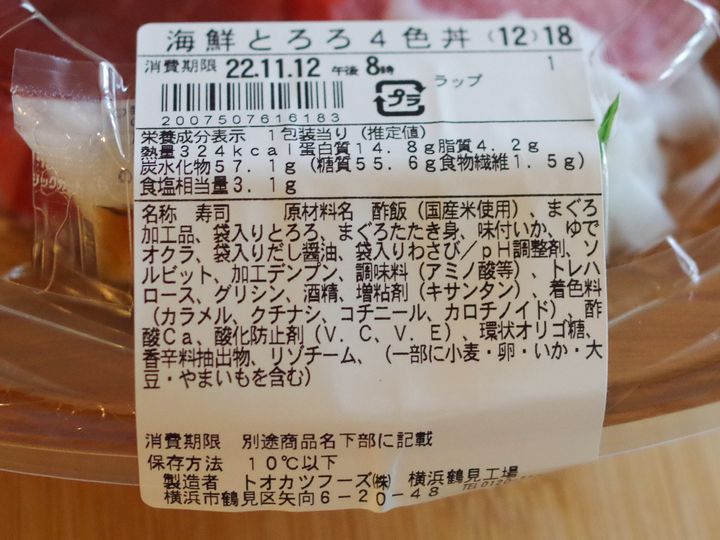 海鮮とろろ4色丼 (12)18
消費期限 22.11.12 午後8時 ラップ 1
プラ
2007507616183
栄養成分表示 1包装当り (推定値)
熱量324kcal蛋白質14.8g脂質4.2g
炭水化物57.1g(糖質55.6g食物繊維1.5g)
食塩相当量3.1g
名称 寿司 原材料名 酢飯(国産米使用)、まぐろ
加工品、袋入りとろろ、まぐろたたき身、味付いか、ゆで
オクラ、袋入りだし醤油、袋入りわさび/pH調整剤、ソ
ルビット、加工デンプン、調味料(アミノ酸等)、トレハ
ロース、グリシン、酒精、増粘剤(キサンタン) 着色料
(カラメル、クチナシ、コチニール、カロチノイド)、酢
酸Ca、酸化防止剤(V.C、V.E)、環状オリゴ糖、
香辛料抽出物、リゾチーム、(一部に小麦・卵・いか・大
豆・やまいもを含む)
消費期限 別途商品名下部に記載
保存方法 10℃以下
製造者 トオカツフーズ㈱ 横浜鶴見工場
横浜市鶴見区矢向6-20-48 TEL0120